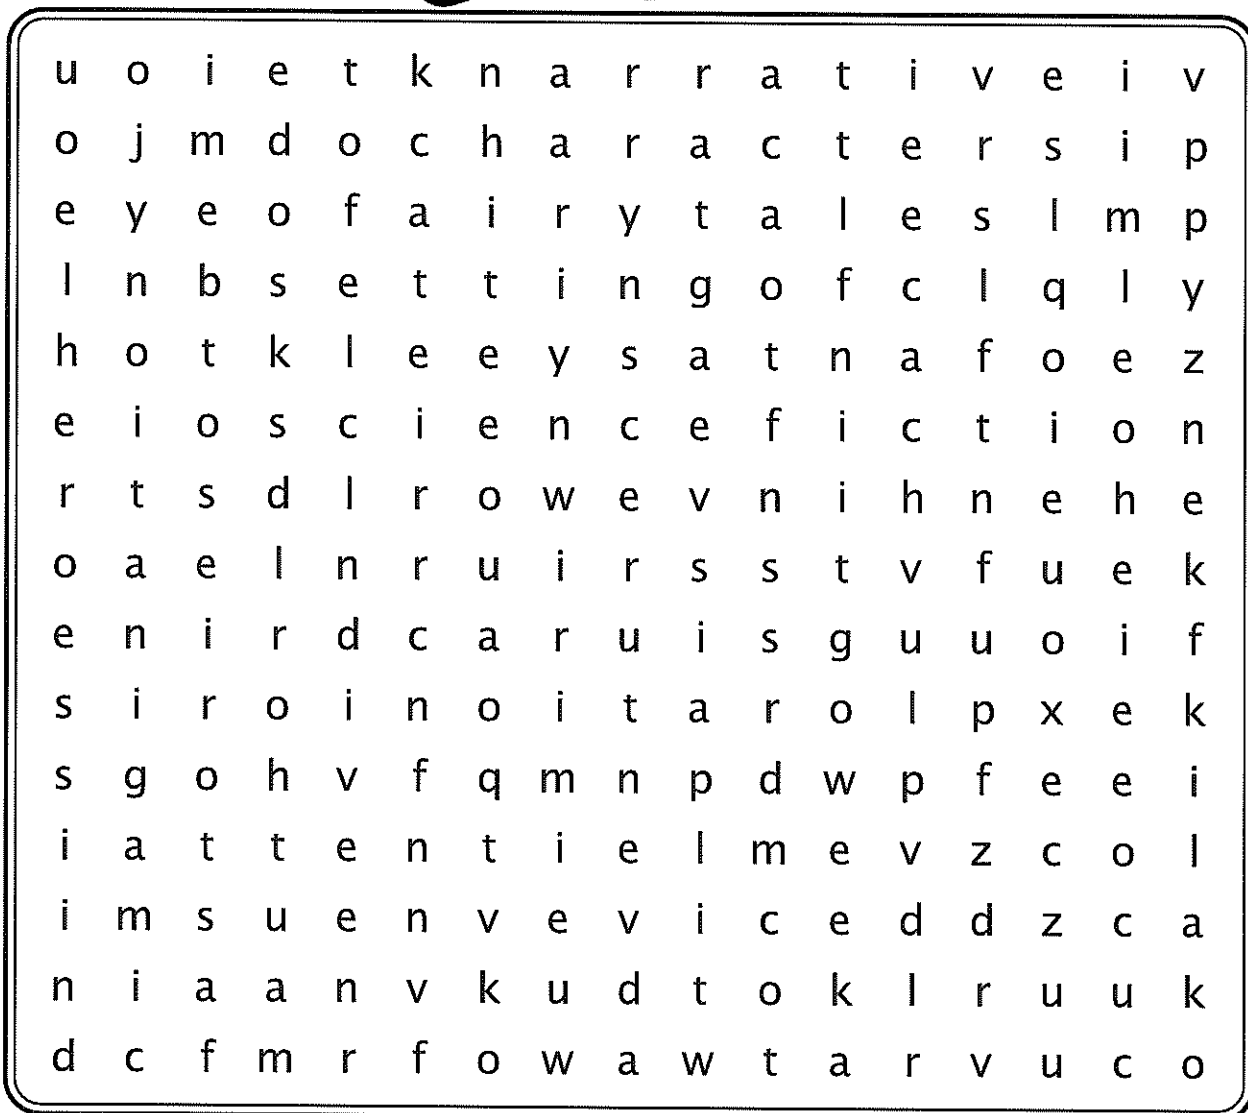 u o i e t k n a r r a t i v e i v
o j m d o c h a r a c t e r s i p
e y e o f a i r y t a l e s l m p
l n b s e t t i n g o f c l q l y
h o t k l e e y s a t n a f o e z
e i o s c i e n c e f i c t i o n
r t s d l r o w e v n i h n e h e
o a e l n r u i r s s t v f u e k
e n i r d c a r u i s g u u o i f
s i r o i n o i t a r o l p x e k
s g o h v f q m n p d w p f e e i
i a t t e n t i e l m e v z c o l
i m s u e n v e v i c e d d z c a
n i a a n v k u d t o k l r u u k
d c f m r f o w a w t a r v u c o